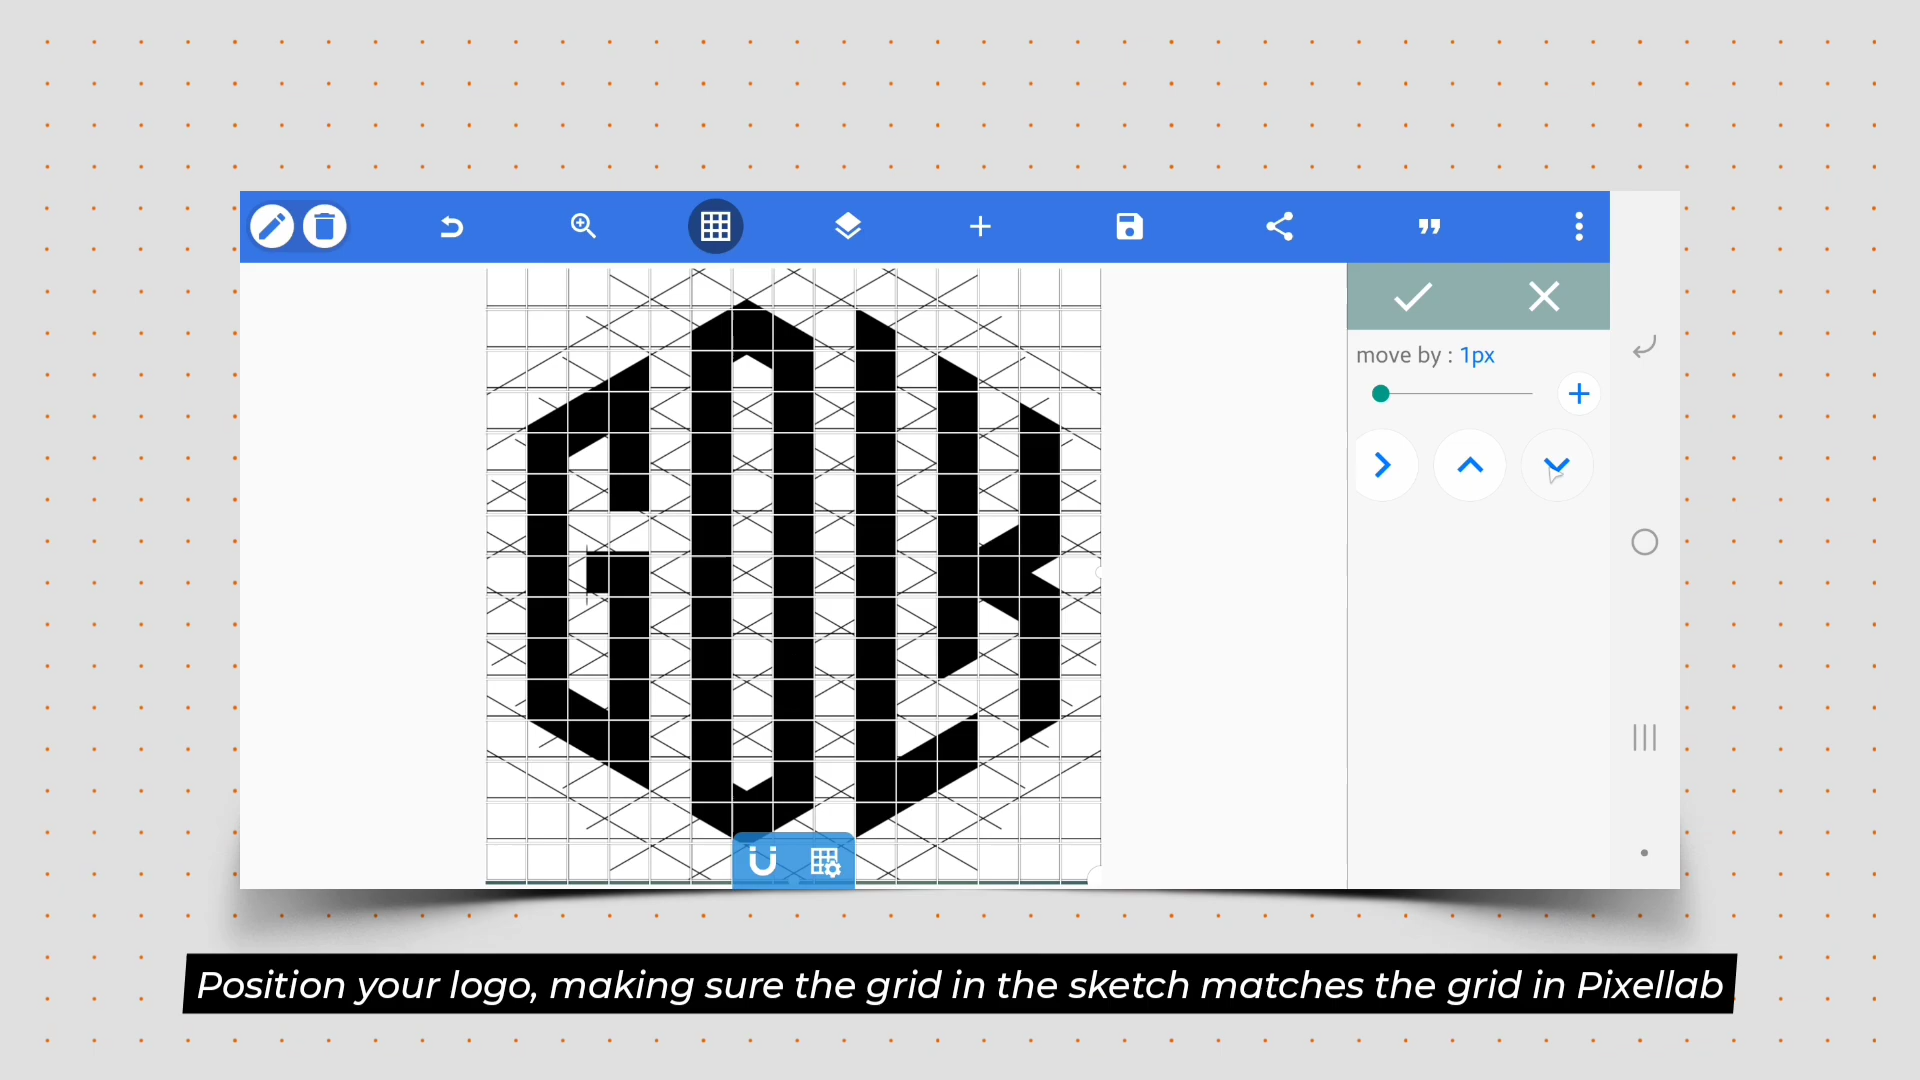 move by : 1px
Position your logo, making sure the grid in the sketch matches the grid in Pixellab